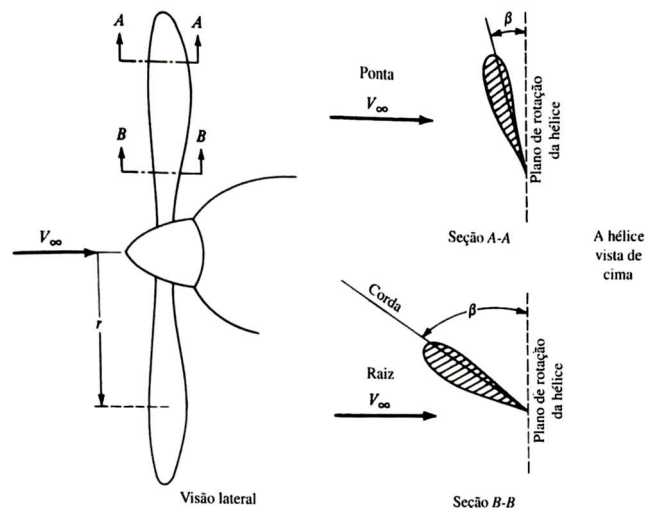 A A
B B
V∞
r
Visão lateral
Ponta
V∞
β
Plano de rotação
da hélice
Seção A-A
Corda
β
Raiz
V∞
Plano de rotação
da hélice
Seção B-B
A hélice
vista de
cima